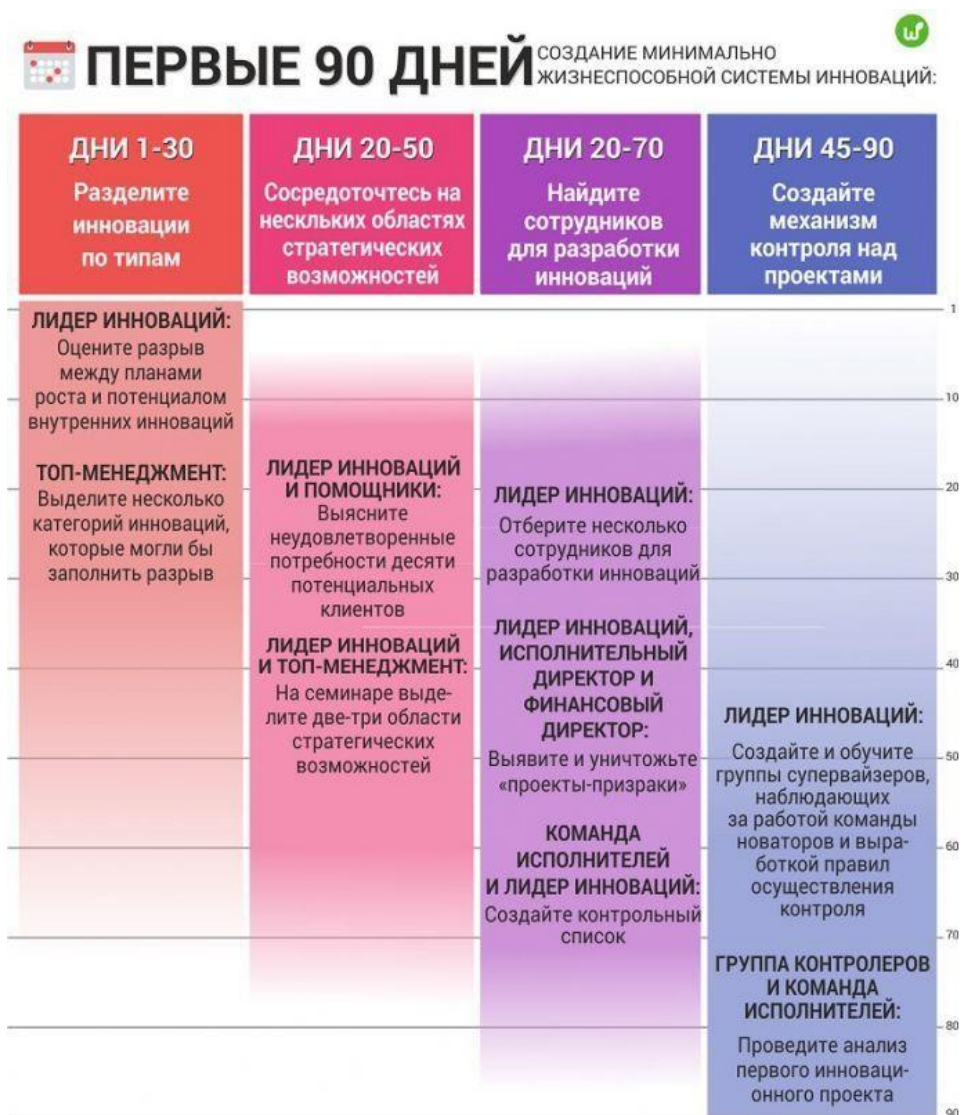 ПЕРВЫЕ 90 ДНЕЙ
СОЗДАНИЕ МИНИМАЛЬНО
ЖИЗНЕСПОСОБНОЙ СИСТЕМЫ ИННОВАЦИЙ:
ДНИ 1-30
Разделите
инновации
по типам
ДНИ 20-50
Сосредоточтесь на
нескльких областях
стратегических
возможностей
ДНИ 20-70
Найдите
сотрудников
для разработки
инноваций
ДНИ 45-90
Создайте
механизм
контроля над
проектами
ЛИДЕР ИННОВАЦИЙ:
Оцените разрыв
между планами
роста и потенциалом
внутренних инноваций
ТОП-МЕНЕДЖМЕНТ:
Выделите несколько
категорий инноваций,
которые могли бы
заполнить разрыв
ЛИДЕР ИННОВАЦИЙ
И ПОМОЩНИКИ:
Выясните
неудовлетворенные
потребности десяти
потенциальных
клиентов
ЛИДЕР ИННОВАЦИЙ
И ТОП-МЕНЕДЖМЕНТ:
На семинаре выде-
лите две-три области
стратегических
возможностей
ЛИДЕР ИННОВАЦИЙ:
Отберите несколько
сотрудников для
разработки инноваций
ЛИДЕР ИННОВАЦИЙ,
ИСПОЛНИТЕЛЬНЫЙ
ДИРЕКТОР И
ФИНАНСОВЫЙ
ДИРЕКТОР:
Выявите и уничтожьте
«проекты-призраки»
КОМАНДА
ИСПОЛНИТЕЛЕЙ
И ЛИДЕР ИННОВАЦИЙ:
Создайте контрольный
список
ЛИДЕР ИННОВАЦИЙ:
Создайте и обучите
группы супервайзеров,
наблюдающих
за работой команды
новаторов и выра-
боткой правил
осуществления
контроля
ГРУППА КОНТРОЛЕРОВ
И КОМАНДА
ИСПОЛНИТЕЛЕЙ:
Проведите анализ
первого инноваци-
онного проекта
1
10
20
30
40
50
60
70
80
90